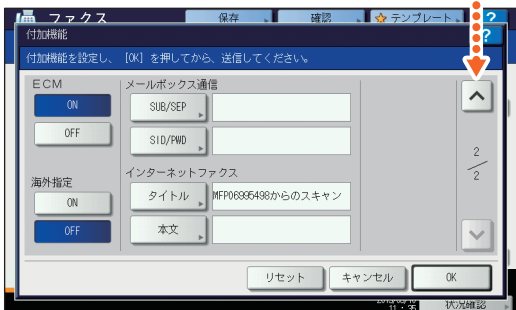 ファクス 保存 確認 テンプレート ?
付加機能 ?
付加機能を設定し、[OK] を押してから、送信してください。
ECM メールボックス通信
ON SUB/SEP
OFF SID/PWD
2/2
海外指定 インターネットファクス
ON タイトル MFP06995498からのスキャン
OFF 本文
リセット キャンセル OK
11:35 状況確認